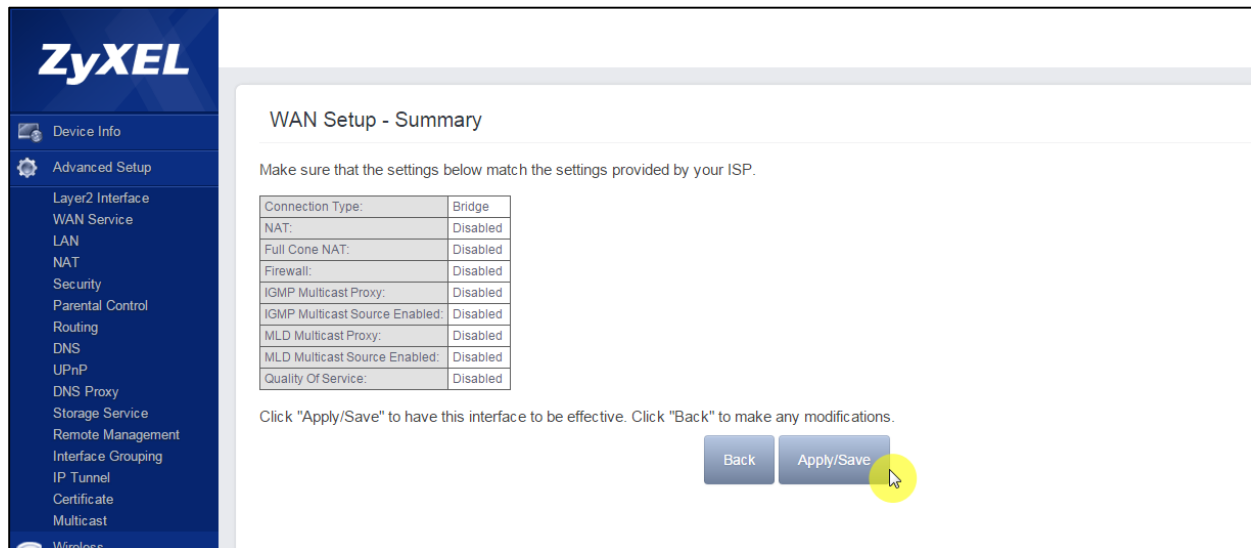 ZyXEL
Device Info
Advanced Setup
Layer2 Interface
WAN Service
LAN
NAT
Security
Parental Control
Routing
DNS
UPnP
DNS Proxy
Storage Service
Remote Management
Interface Grouping
IP Tunnel
Certificate
Multicast
Wireless
WAN Setup - Summary
Make sure that the settings below match the settings provided by your ISP.
Connection Type: Bridge
NAT: Disabled
Full Cone NAT: Disabled
Firewall: Disabled
IGMP Multicast Proxy: Disabled
IGMP Multicast Source Enabled: Disabled
MLD Multicast Proxy: Disabled
MLD Multicast Source Enabled: Disabled
Quality Of Service: Disabled
Click "Apply/Save" to have this interface to be effective. Click "Back" to make any modifications.
Back Apply/Save